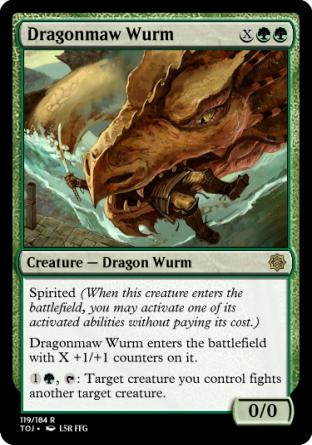 Dragonmaw Wurm X
Creature — Dragon Wurm
Spirited (When this creature enters the
battlefield, you may activate one of its
activated abilities without paying its cost.)
Dragonmaw Wurm enters the battlefield
with X +1/+1 counters on it.
1 , : Target creature you control fights
another target creature.
0/0
119/184 R
TOJ • LSR FFG